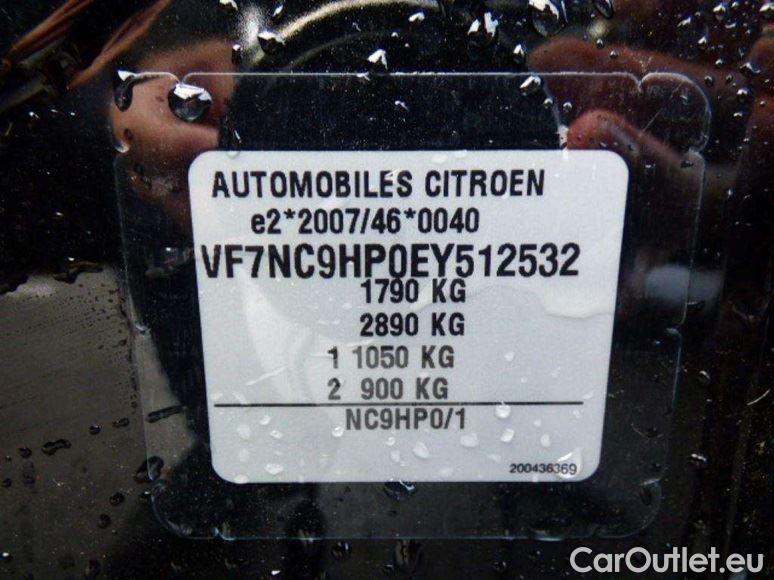 AUTOMOBILES CITROEN
e2*2007/46*0040
VF7NC9HP0EY512532
1790 KG
2890 KG
1 1050 KG
2 900 KG
NC9HP0/1
200436369
CarOutlet.eu